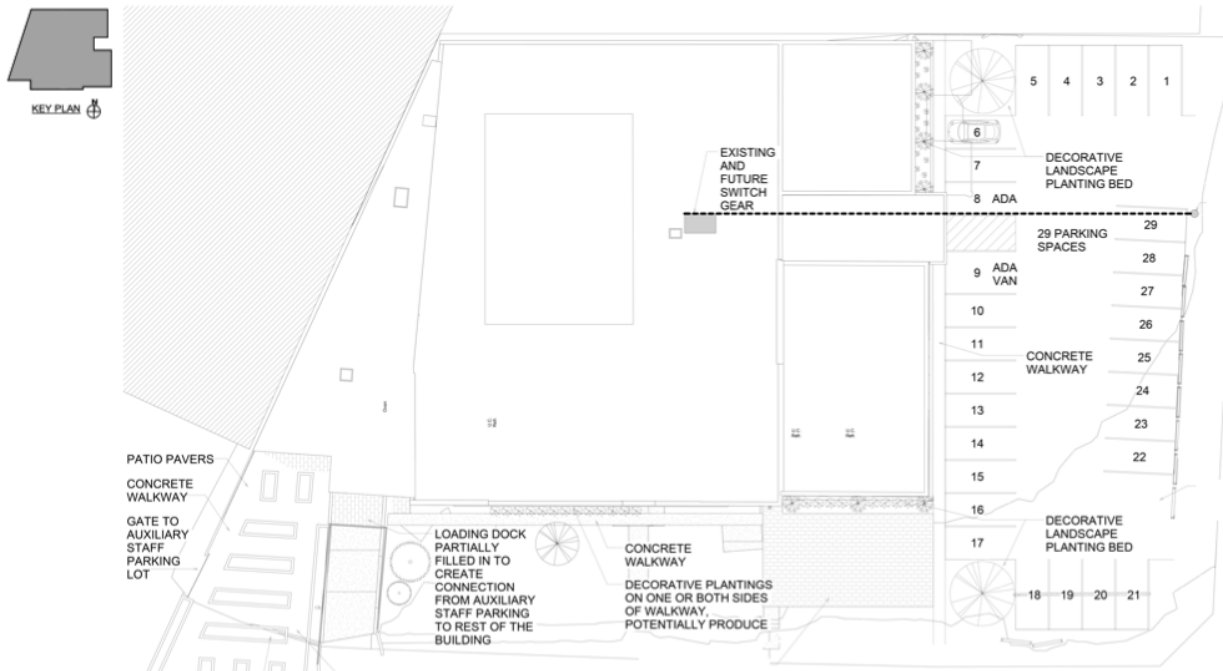 KEY PLAN
N
EXISTING
AND
FUTURE
SWITCH
GEAR
5 4 3 2 1
6
7
8 ADA
9 ADA
VAN
10
11
12
13
14
15
16
17
DECORATIVE
LANDSCAPE
PLANTING BED
29 PARKING
SPACES
29
28
27
26
25
24
23
22
CONCRETE
WALKWAY
DECORATIVE
LANDSCAPE
PLANTING BED
18 19 20 21
PATIO PAVERS
CONCRETE
WALKWAY
GATE TO
AUXILIARY
STAFF
PARKING
LOT
LOADING DOCK
PARTIALLY
FILLED IN TO
CREATE
CONNECTION
FROM AUXILIARY
STAFF PARKING
TO REST OF THE
BUILDING
CONCRETE
WALKWAY
DECORATIVE PLANTINGS
ON ONE OR BOTH SIDES
OF WALKWAY,
POTENTIALLY PRODUCE